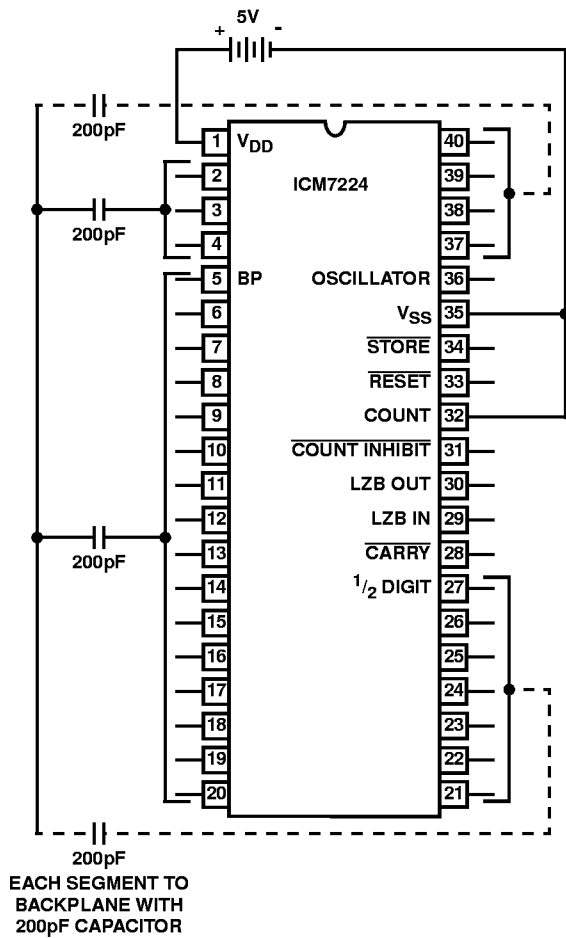 5V
+ -
200pF
1 VDD 40
ICM7224
2 39
3 38
200pF
4 37
5 BP OSCILLATOR 36
6 VSS 35
7 STORE 34
8 RESET 33
9 COUNT 32
10 COUNT INHIBIT 31
11 LZB OUT 30
12 LZB IN 29
13 CARRY 28
200pF
14 1/2 DIGIT 27
15 26
16 25
17 24
18 23
19 22
20 21
200pF
EACH SEGMENT TO
BACKPLANE WITH
200pF CAPACITOR